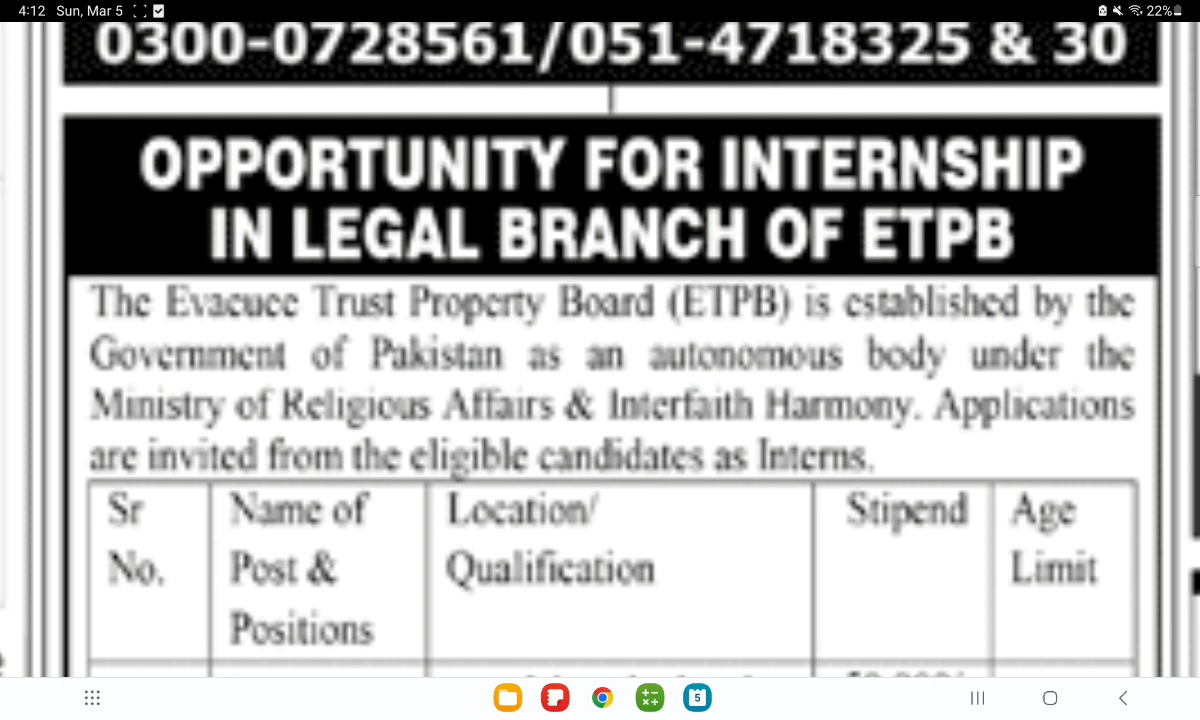 4:12 Sun, Mar 5
22%
0300-0728561/051-4718325 & 30
OPPORTUNITY FOR INTERNSHIP
IN LEGAL BRANCH OF ETPB
The Evacuee Trust Property Board (ETPB) is established by the
Government of Pakistan as an autonomous body under the
Ministry of Religious Affairs & Interfaith Harmony. Applications
are invited from the eligible candidates as Interns.
Sr
No.
Name of
Post &
Positions
Location/
Qualification
Stipend
Age
Limit
5